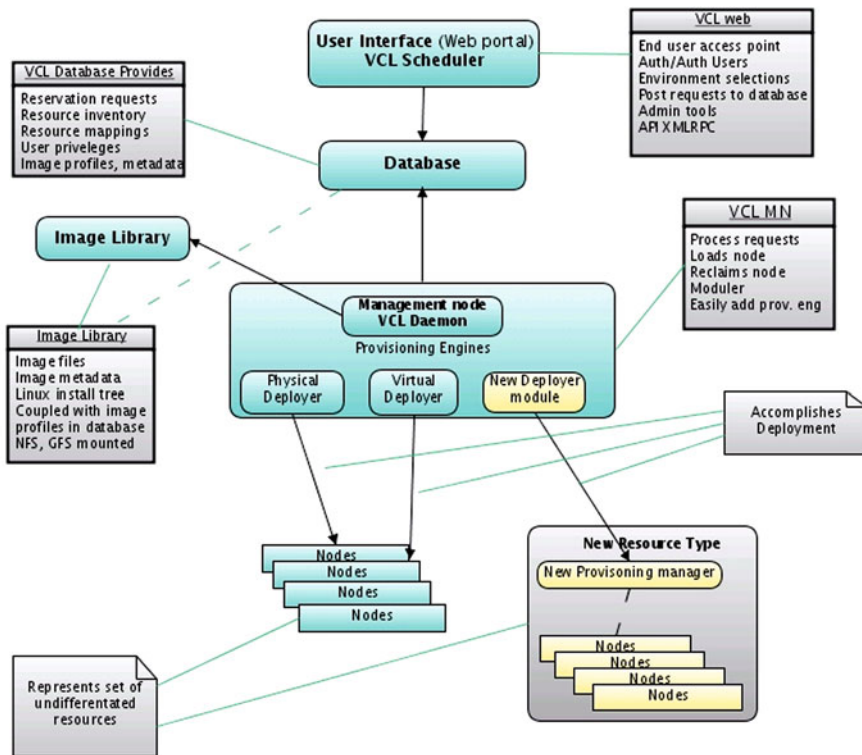 User Interface (Web portal)
VCL Scheduler
VCL web
End user access point
Auth/Auth Users
Environment selections
Post requests to database
Admin tools
API XMLRPC
VCL Database Provides
Reservation requests
Resource inventory
Resource mappings
User priveleges
Image profiles, metadata
Database
Image Library
VCL MN
Process requests
Loads node
Reclaims node
Moduler
Easily add prov. eng
Management node
VCL Daemon
Provisioning Engines
Physical
Deployer
Virtual
Deployer
New Deployer
module
Image Library
Image files
Image metadata
Linux install tree
Coupled with image
profiles in database
NFS, GFS mounted
Accomplishes
Deployment
Nodes
Nodes
Nodes
Nodes
New Resource Type
New Provisoning manager
Nodes
Nodes
Nodes
Nodes
Represents set of
undifferentated
resources